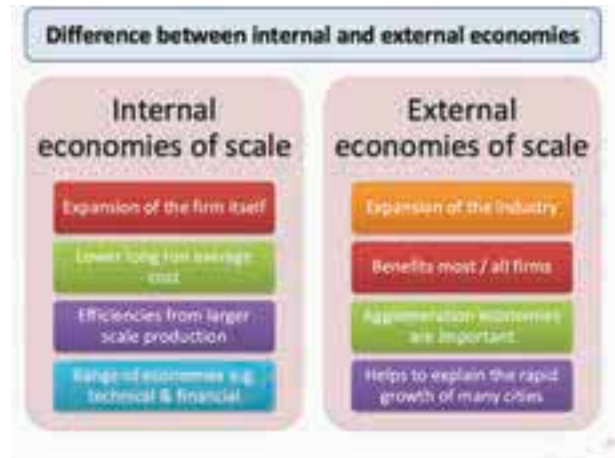 Difference between internal and external economies
Internal
economies of scale
Expansion of the firm itself
Lower long run average
cost
Efficiencies from larger
scale production
Range of economies e.g.
technical & financial
External
economies of scale
Expansion of the industry
Benefits most / all firms
Agglomeration economies
are important
Helps to explain the rapid
growth of many cities